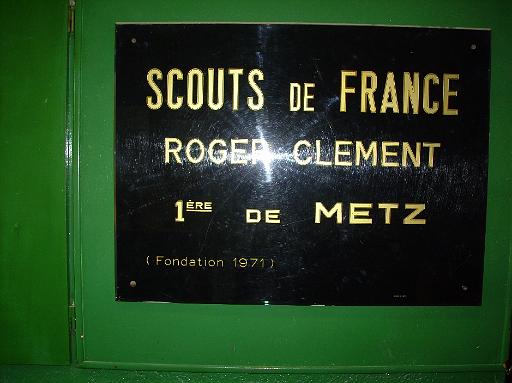 SCOUTS DE FRANCE
ROGER CLEMENT
1ÈRE DE METZ
(Fondation 1971)